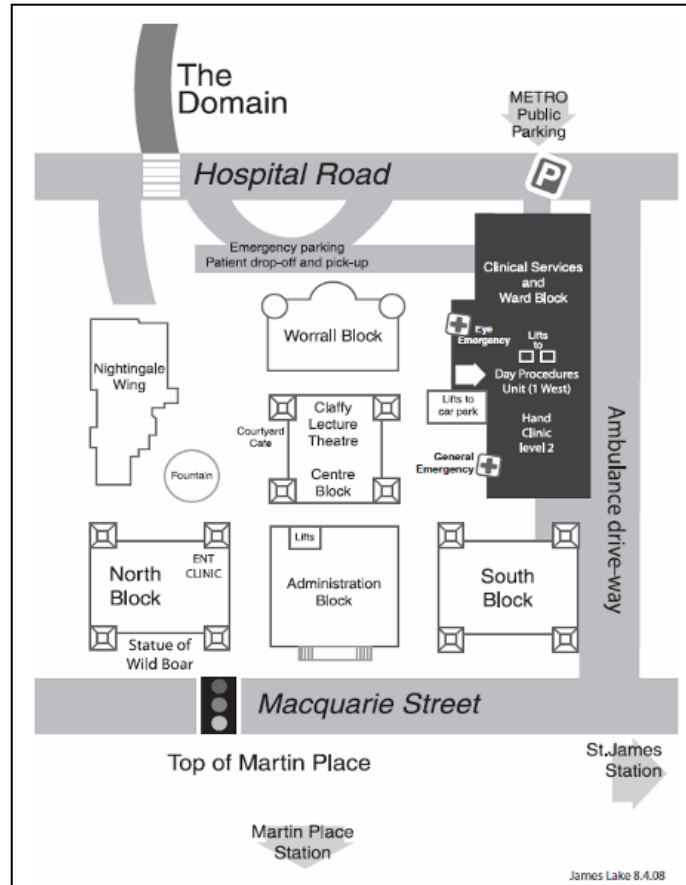 The
Domain
METRO
Public
Parking
P
Hospital Road
Emergency parking
Patient drop-off and pick-up
Clinical Services
and
Ward Block
Worrall Block
Eye
Emergency
Lifts
to
Day Procedures
Unit (1 West)
Nightingale
Wing
Lifts to
car park
Hand
Clinic
level 2
Claffy
Lecture
Theatre
Centre
Block
Courtyard
Cafe
General
Emergency
Fountain
Ambulance drive-way
North
Block
ENT
CLINIC
Lifts
Administration
Block
South
Block
Statue of
Wild Boar
Macquarie Street
Top of Martin Place
St.James
Station
Martin Place
Station
James Lake 8.4.08